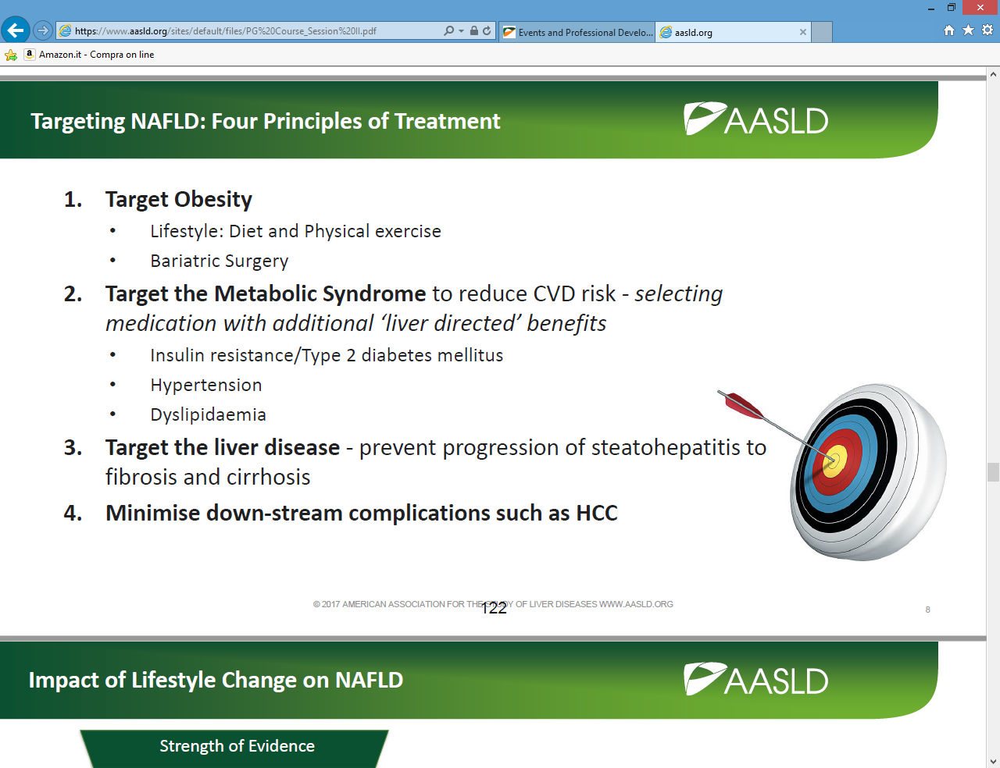 https://www.aasld.org/sites/default/files/PG%20Course_Session%20II.pdf
Events and Professional Develo...
aasld.org
a
Amazon.it - Compra on line
Targeting NAFLD: Four Principles of Treatment
AASLD
1. Target Obesity
• Lifestyle: Diet and Physical exercise
• Bariatric Surgery
2. Target the Metabolic Syndrome to reduce CVD risk - selecting
medication with additional ‘liver directed’ benefits
• Insulin resistance/Type 2 diabetes mellitus
• Hypertension
• Dyslipidaemia
3. Target the liver disease - prevent progression of steatohepatitis to
fibrosis and cirrhosis
4. Minimise down-stream complications such as HCC
© 2017 AMERICAN ASSOCIATION FOR THE STUDY OF LIVER DISEASES WWW.AASLD.ORG
122
8
Impact of Lifestyle Change on NAFLD
AASLD
Strength of Evidence